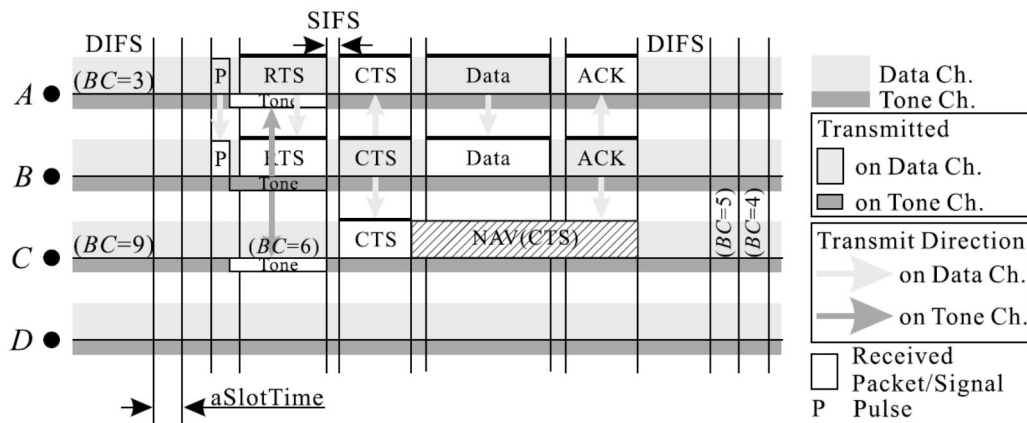 SIFS
DIFS
DIFS
A
(BC=3)
P
RTS
CTS
Data
ACK
Tone
B
P
RTS
CTS
Data
ACK
Tone
C
(BC=9)
(BC=6)
CTS
NAV(CTS)
(BC=5)
(BC=4)
Tone
D
aSlotTime
Data Ch.
Tone Ch.
Transmitted
on Data Ch.
on Tone Ch.
Transmit Direction
on Data Ch.
on Tone Ch.
Received
Packet/Signal
P Pulse